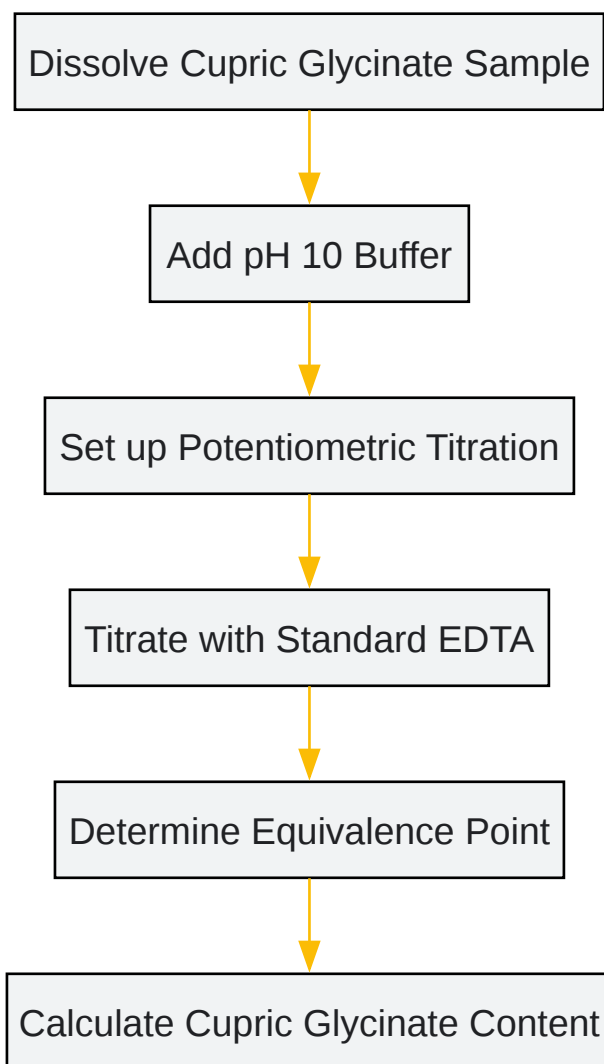 Dissolve Cupric Glycinate Sample
Add pH 10 Buffer
Set up Potentiometric Titration
Titrate with Standard EDTA
Determine Equivalence Point
Calculate Cupric Glycinate Content